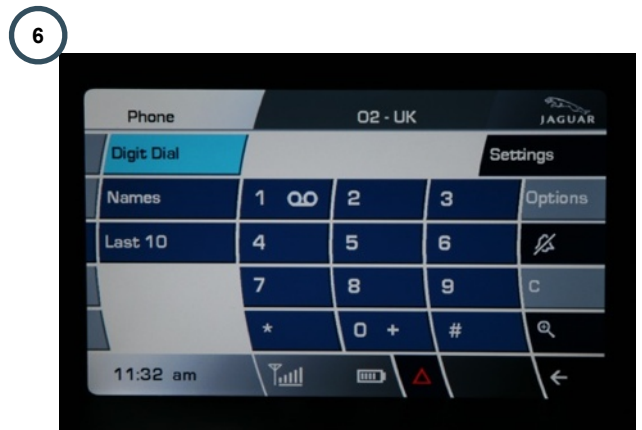 6
Phone O2 - UK JAGUAR
Digit Dial Settings
Names 1 2 3 Options
Last 10 4 5 6
7 8 9 C
* 0 + #
11:32 am